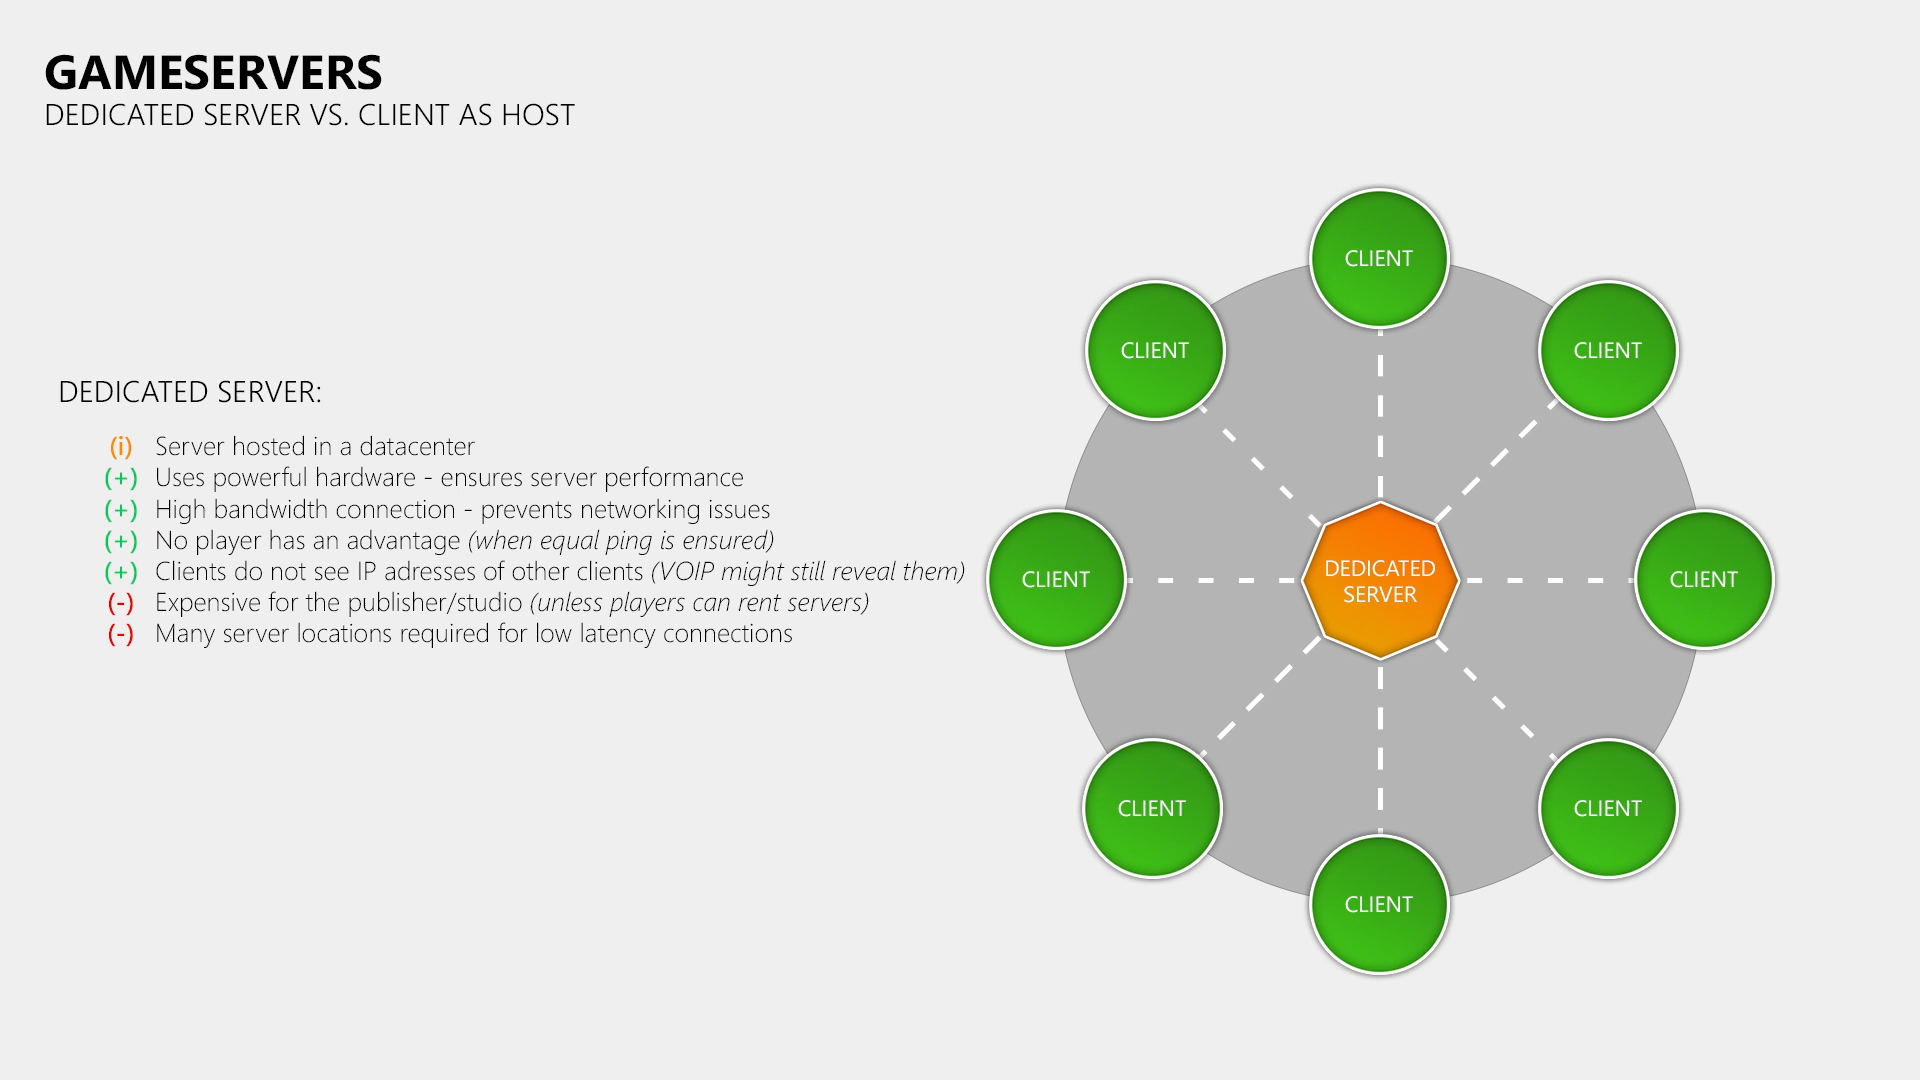 GAMESERVERS
DEDICATED SERVER VS. CLIENT AS HOST
DEDICATED SERVER:
(i) Server hosted in a datacenter
(+) Uses powerful hardware - ensures server performance
(+) High bandwidth connection - prevents networking issues
(+) No player has an advantage (when equal ping is ensured)
(+) Clients do not see IP adresses of other clients (VOIP might still reveal them)
(-) Expensive for the publisher/studio (unless players can rent servers)
(-) Many server locations required for low latency connections
CLIENT
CLIENT
CLIENT
CLIENT
DEDICATED
SERVER
CLIENT
CLIENT
CLIENT
CLIENT